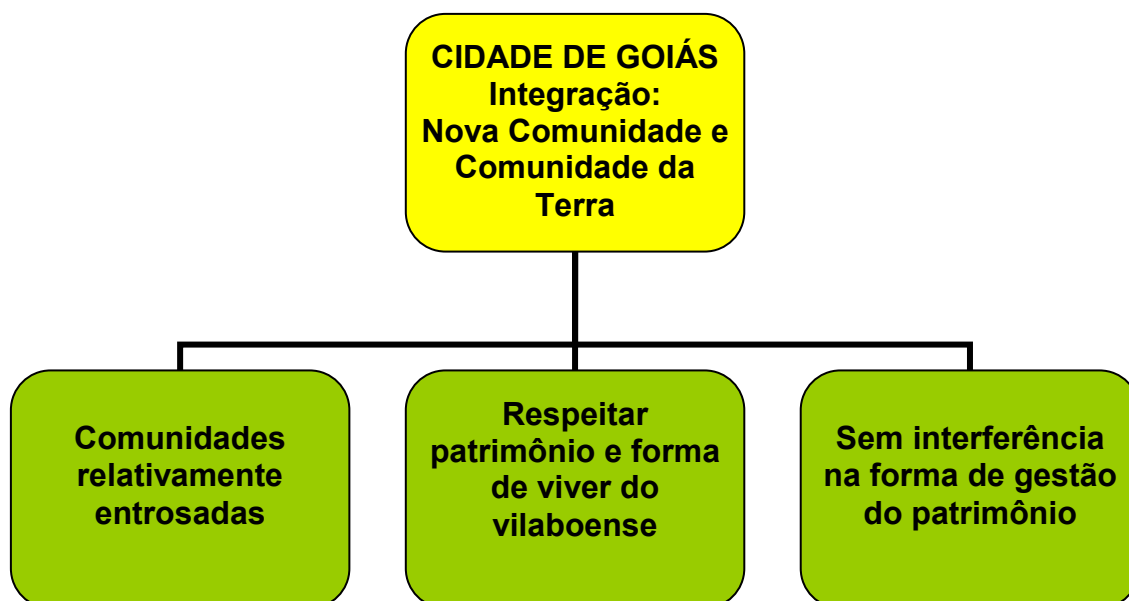 CIDADE DE GOIÁS
Integração:
Nova Comunidade e
Comunidade da
Terra
Comunidades
relativamente
entrosadas
Respeitar
patrimônio e forma
de viver do
vilaboense
Sem interferência
na forma de gestão
do patrimônio